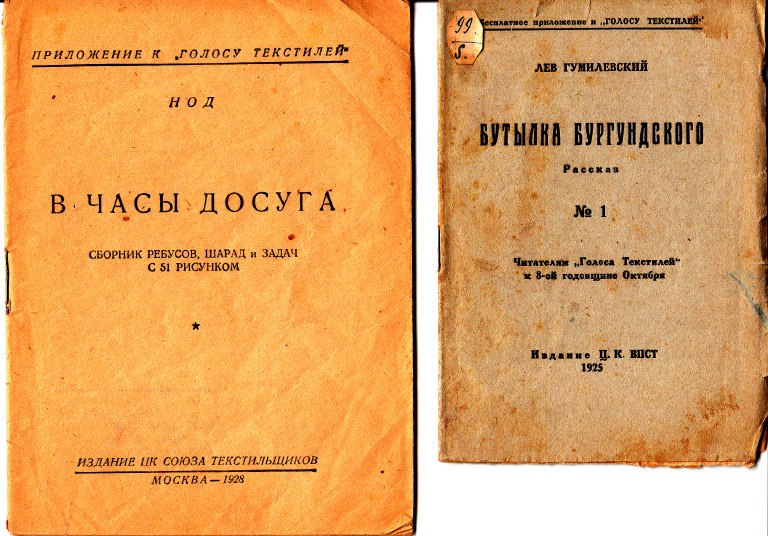 ПРИЛОЖЕНИЕ К „ГОЛОСУ ТЕКСТИЛЕЙ"
НОД
В ЧАСЫ ДОСУГА
СБОРНИК РЕБУСОВ, ШАРАД и ЗАДАЧ
С 51 РИСУНКОМ
ИЗДАНИЕ ЦК СОЮЗА ТЕКСТИЛЬЩИКОВ
МОСКВА—1928
99
5.
Бесплатное приложение к „ГОЛОСУ ТЕКСТИЛЕЙ"
ЛЕВ ГУМИЛЕВСКИЙ
БУТЫЛКА БУРГУНДСКОГО
Рассказ
№ 1
Читателям „Голоса Текстилей"
к 8-ой годовщине Октября
Издание Ц. К. ВПСТ
1925